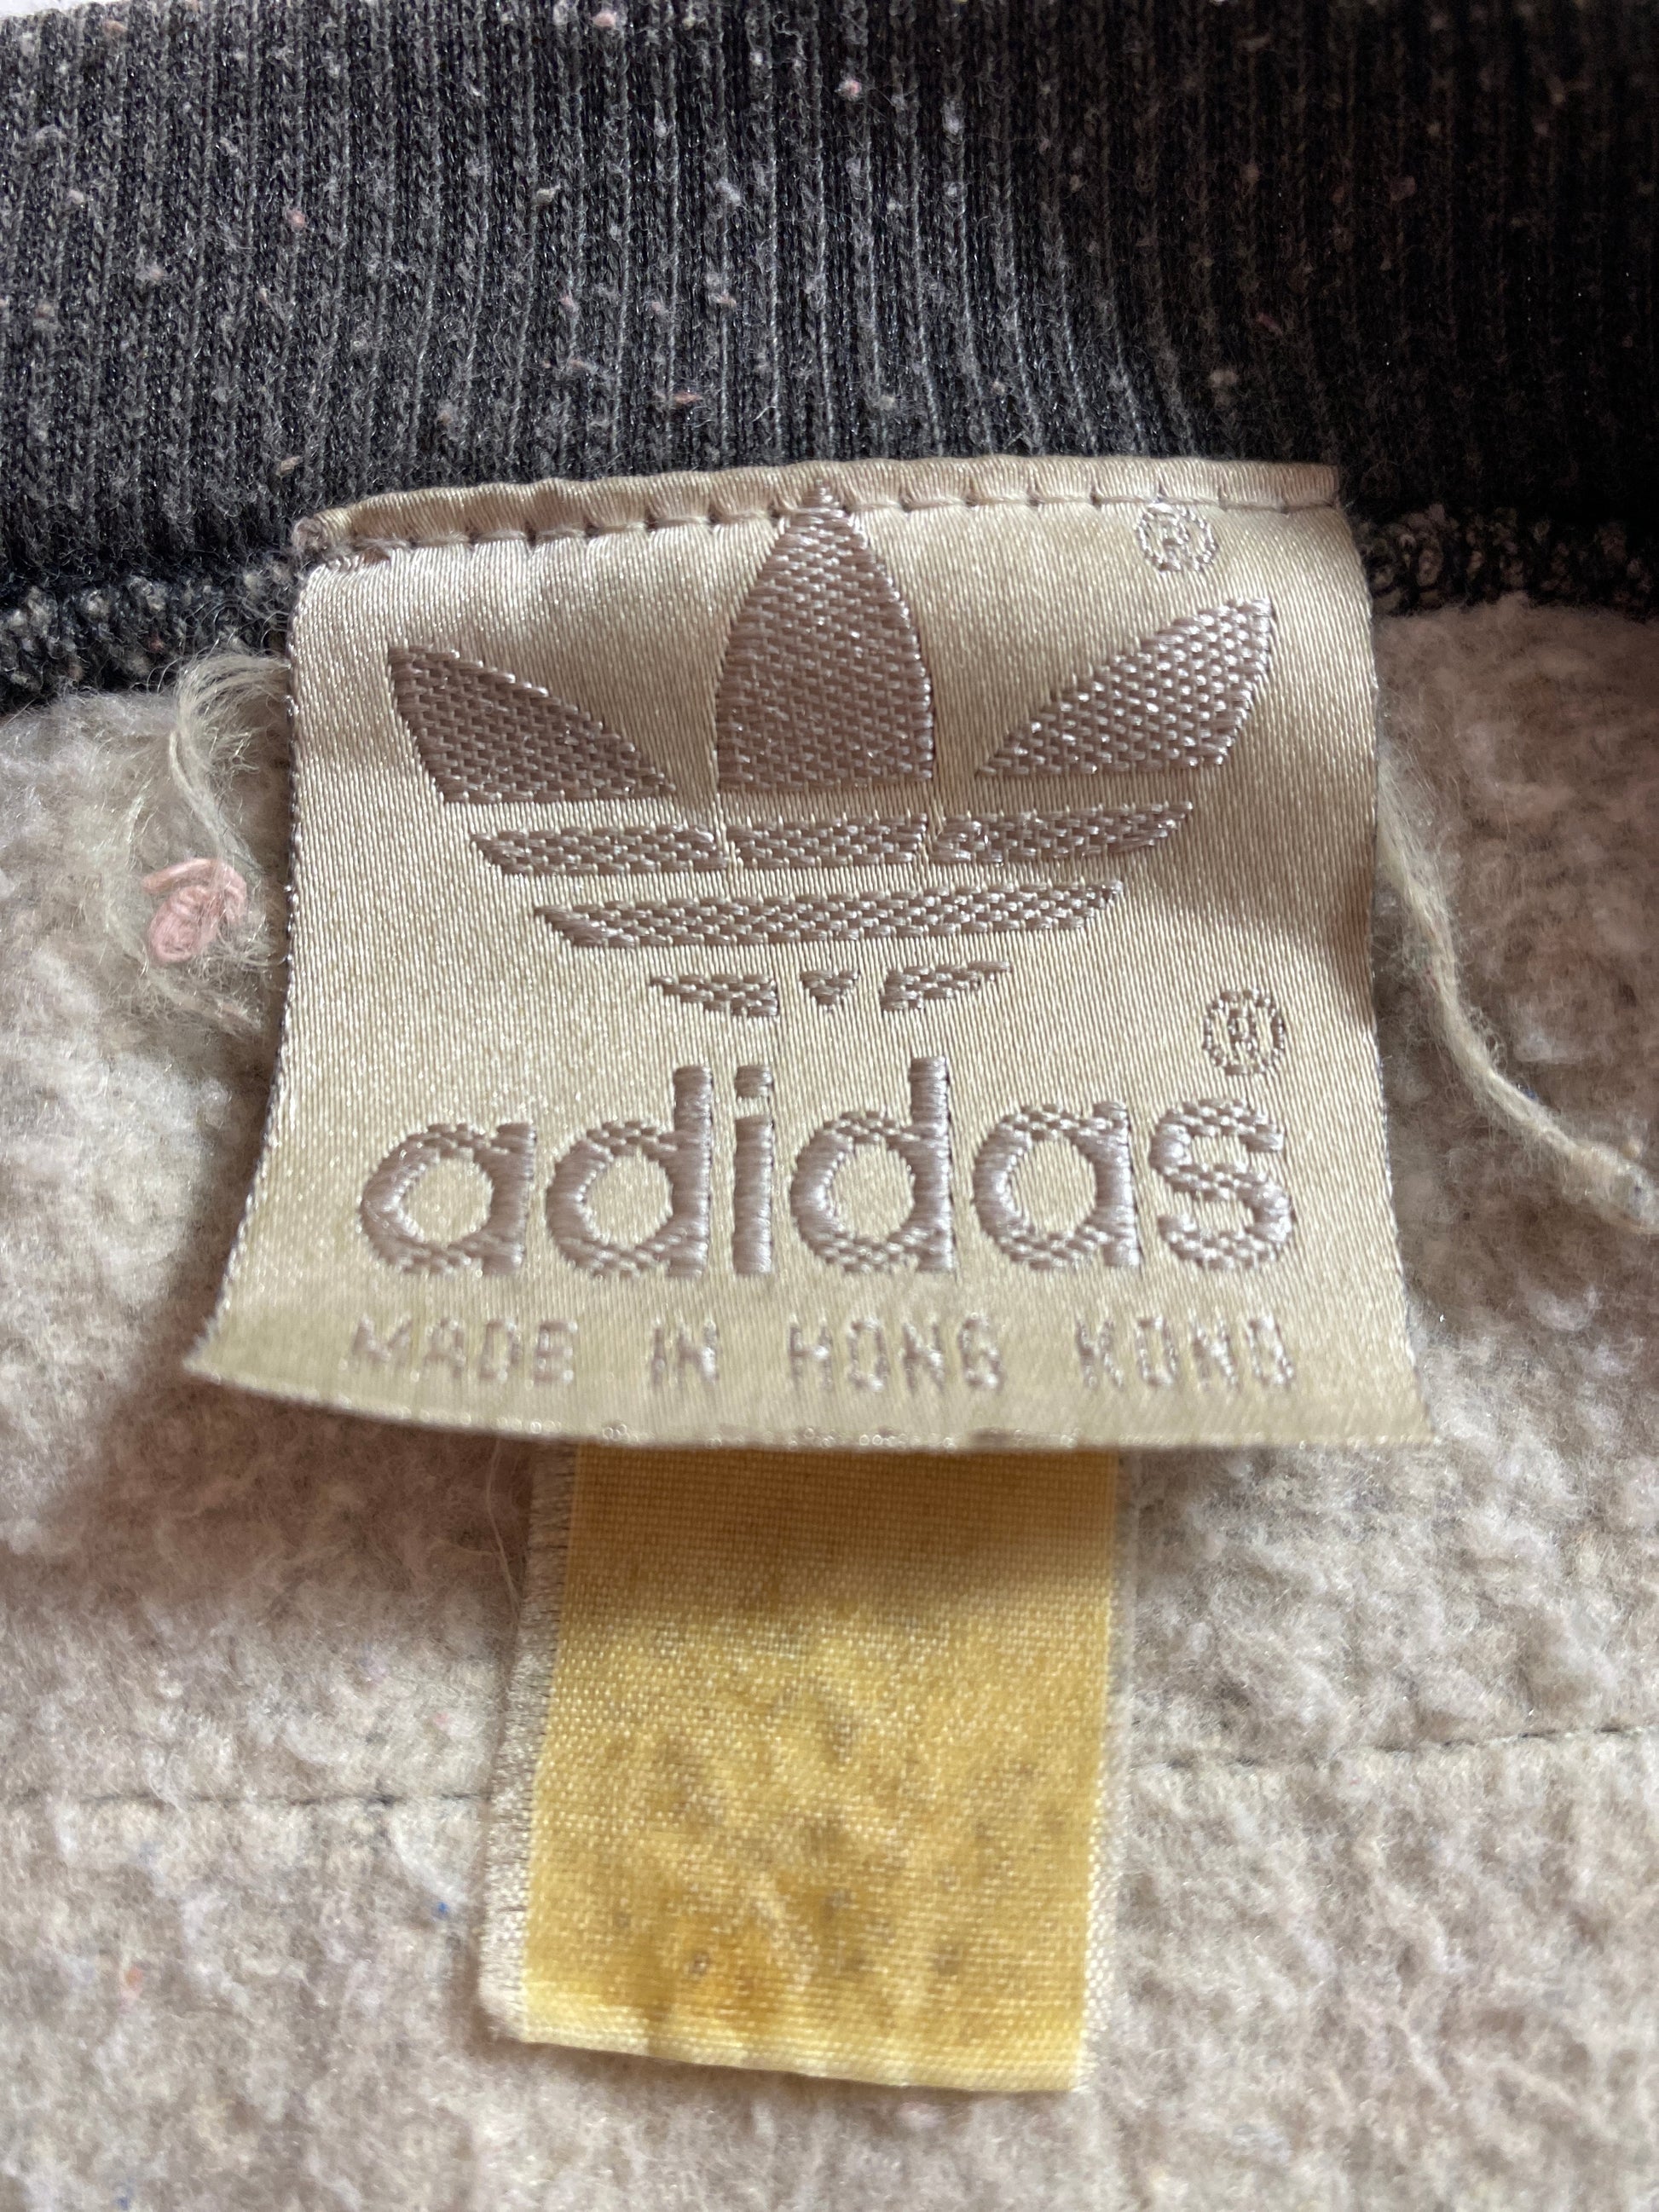 ®
®
adidas
MADE IN HONG KONG